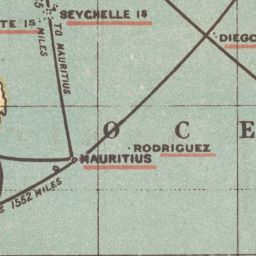 SEYCHELLE IS
TE IS
TO MAURITIUS
MILES
DIEGO
O C E
RODRIGUEZ
MAURITIUS
1552 MILES